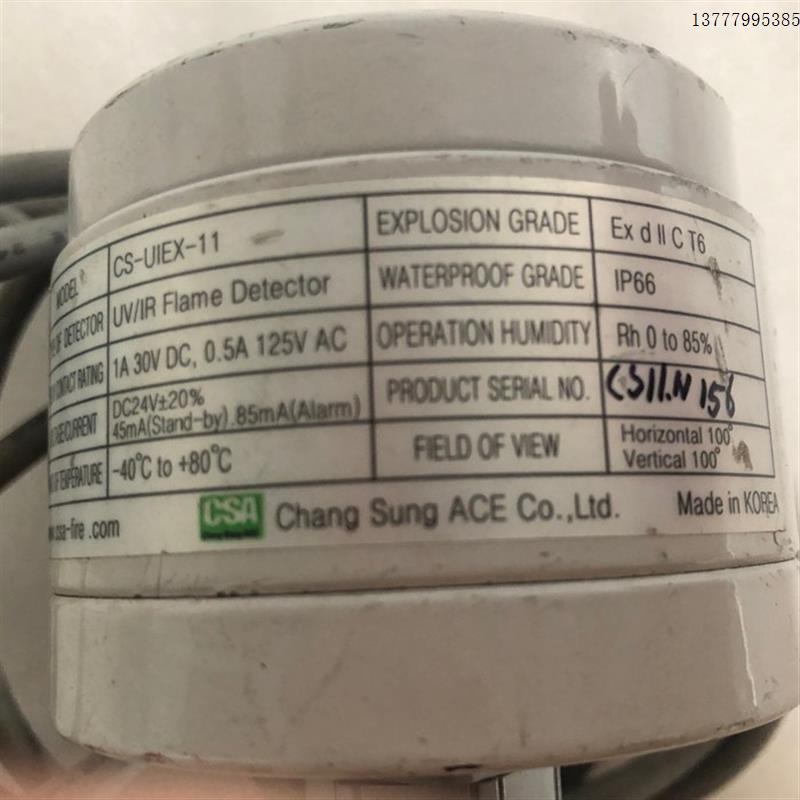 13777995385
MODEL CS-UIEX-11 EXPLOSION GRADE Ex d II C T6
OF DETECTOR UV/IR Flame Detector WATERPROOF GRADE IP66
CONTACT RATING 1A 30V DC, 0.5A 125V AC OPERATION HUMIDITY Rh 0 to 85%
/CURRENT DC24V±20% PRODUCT SERIAL NO. CS11.N 156
45mA(Stand-by).85mA(Alarm)
OF TEMPERATURE -40°C to +80°C FIELD OF VIEW Horizontal 100°
Vertical 100°
.csa-fire .com CSA Chang Sung ACE Co.,Ltd. Made in KOREA